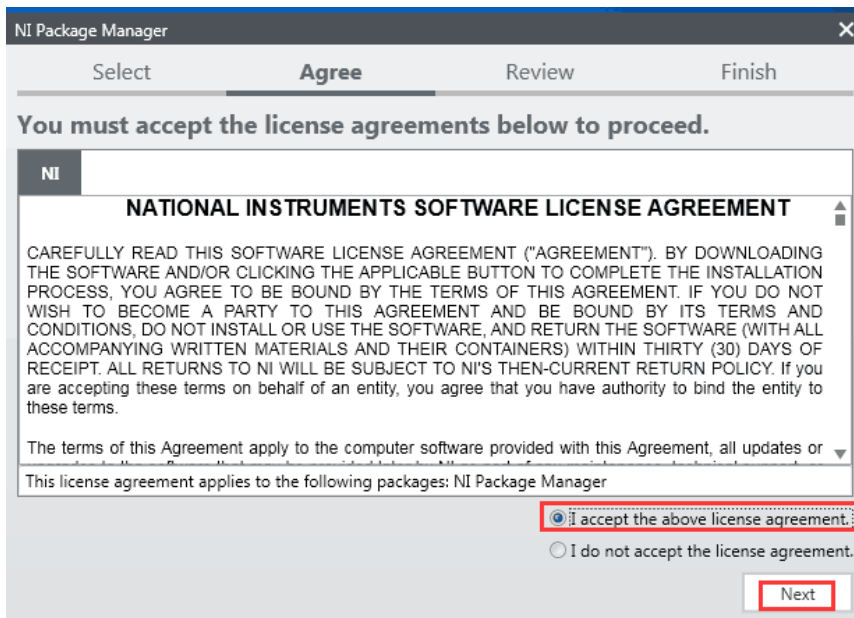 NI Package Manager
Select Agree Review Finish
You must accept the license agreements below to proceed.
NI
NATIONAL INSTRUMENTS SOFTWARE LICENSE AGREEMENT
CAREFULLY READ THIS SOFTWARE LICENSE AGREEMENT ("AGREEMENT"). BY DOWNLOADING
THE SOFTWARE AND/OR CLICKING THE APPLICABLE BUTTON TO COMPLETE THE INSTALLATION
PROCESS, YOU AGREE TO BE BOUND BY THE TERMS OF THIS AGREEMENT. IF YOU DO NOT
WISH TO BECOME A PARTY TO THIS AGREEMENT AND BE BOUND BY ITS TERMS AND
CONDITIONS, DO NOT INSTALL OR USE THE SOFTWARE, AND RETURN THE SOFTWARE (WITH ALL
ACCOMPANYING WRITTEN MATERIALS AND THEIR CONTAINERS) WITHIN THIRTY (30) DAYS OF
RECEIPT. ALL RETURNS TO NI WILL BE SUBJECT TO NI'S THEN-CURRENT RETURN POLICY. If you
are accepting these terms on behalf of an entity, you agree that you have authority to bind the entity to
these terms.
The terms of this Agreement apply to the computer software provided with this Agreement, all updates or
This license agreement applies to the following packages: NI Package Manager
I accept the above license agreement.
I do not accept the license agreement.
Next